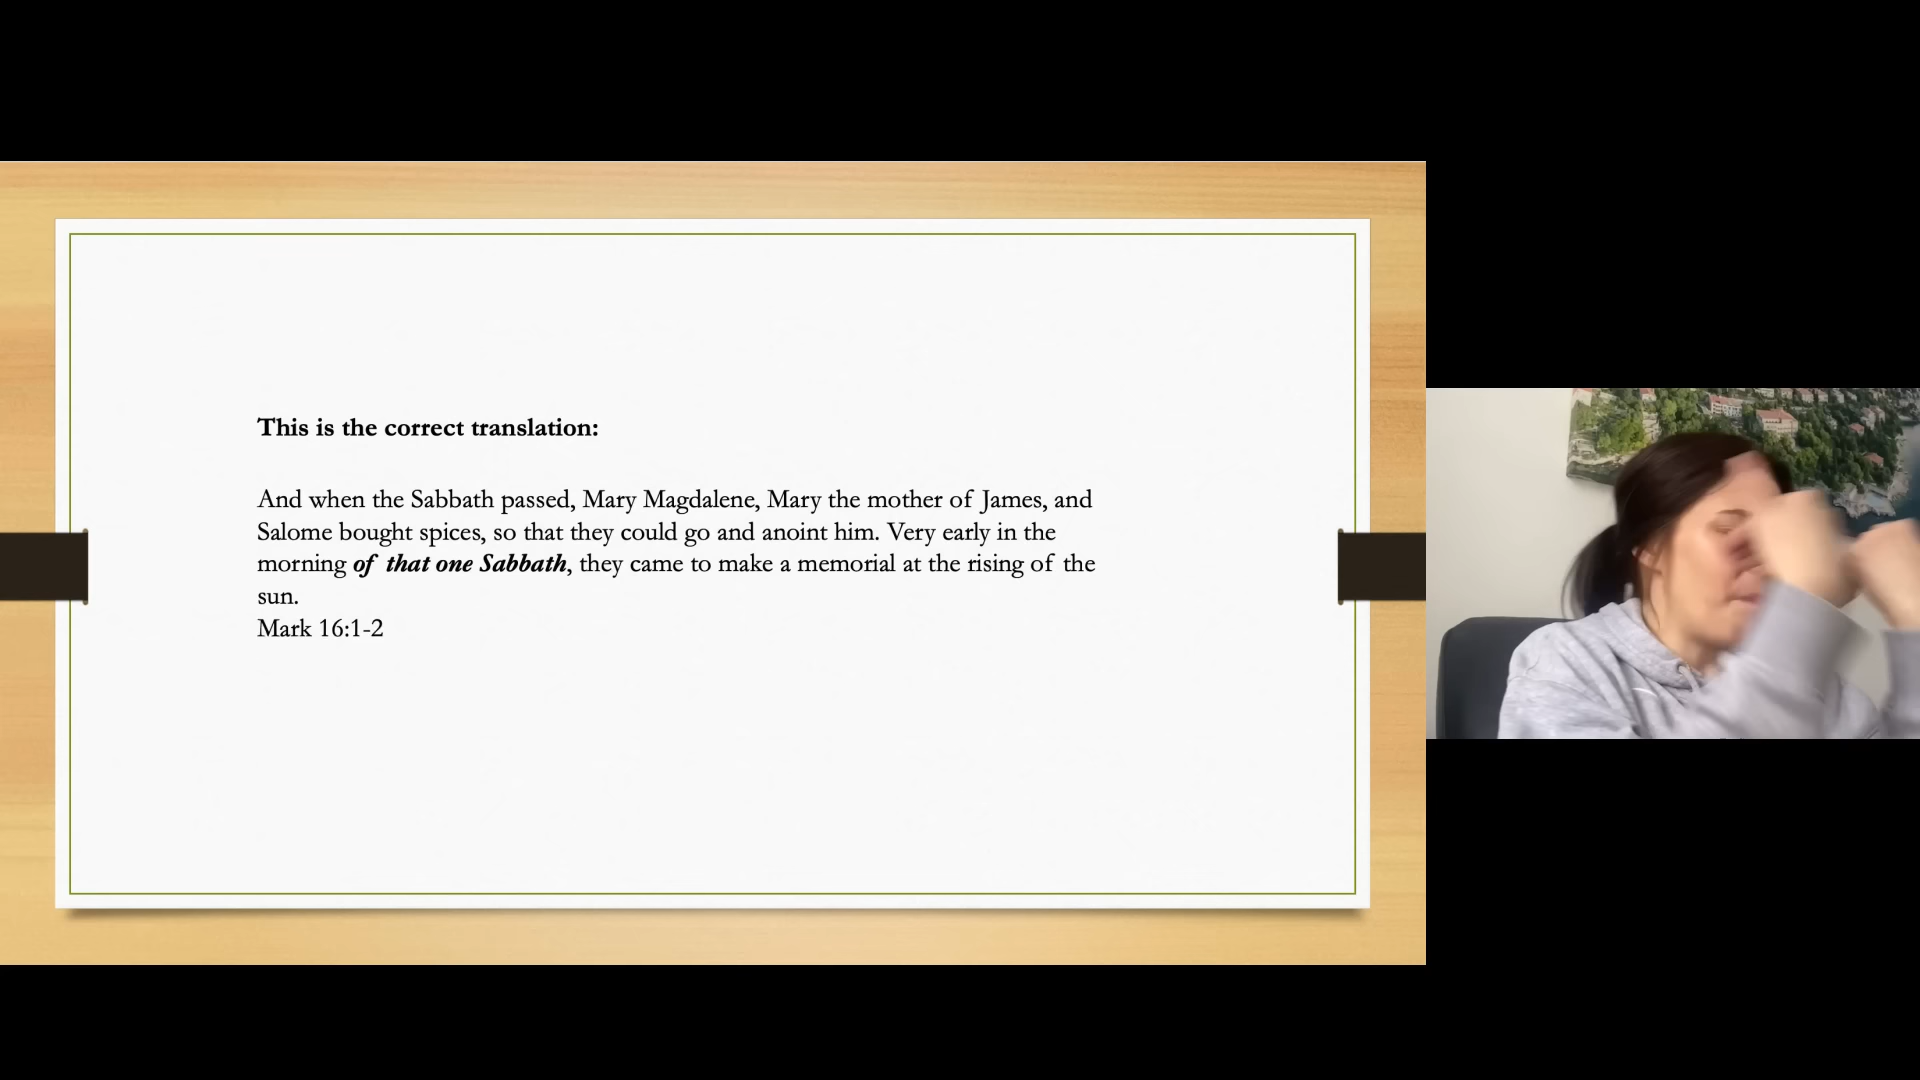 This is the correct translation:
And when the Sabbath passed, Mary Magdalene, Mary the mother of James, and
Salome bought spices, so that they could go and anoint him. Very early in the
morning of that one Sabbath, they came to make a memorial at the rising of the
sun.
Mark 16:1-2